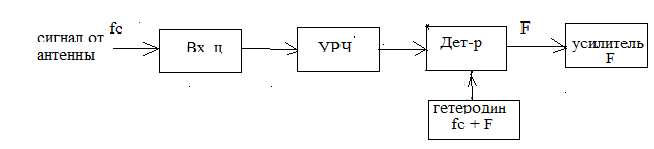 сигнал от
антенны
fc
Вх ц
УРЧ
Дет-р
F
усилитель
F
гетеродин
fc + F